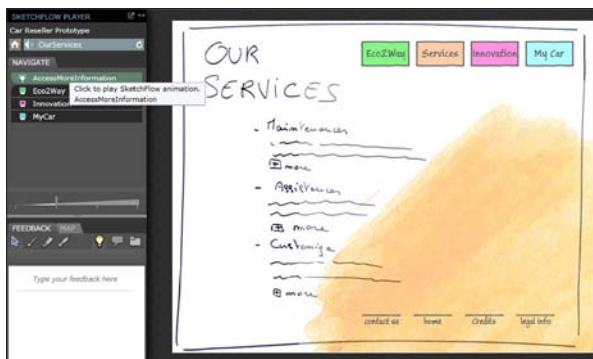 SKETCHFLOW PLAYER
Car Reseller Prototype
OurServices
NAVIGATE
AccessMoreInformation
Eco2Way
Click to play SketchFlow animation.
AccessMoreInformation
Innovation
MyCar
FEEDBACK MAP
Type your feedback here
OUR
SERVICES
Eco2Way Services Innovation My Car
- Maintenances
+ more
- Assistances
+ more
- Customize
+ more
contact us home Credits legal info